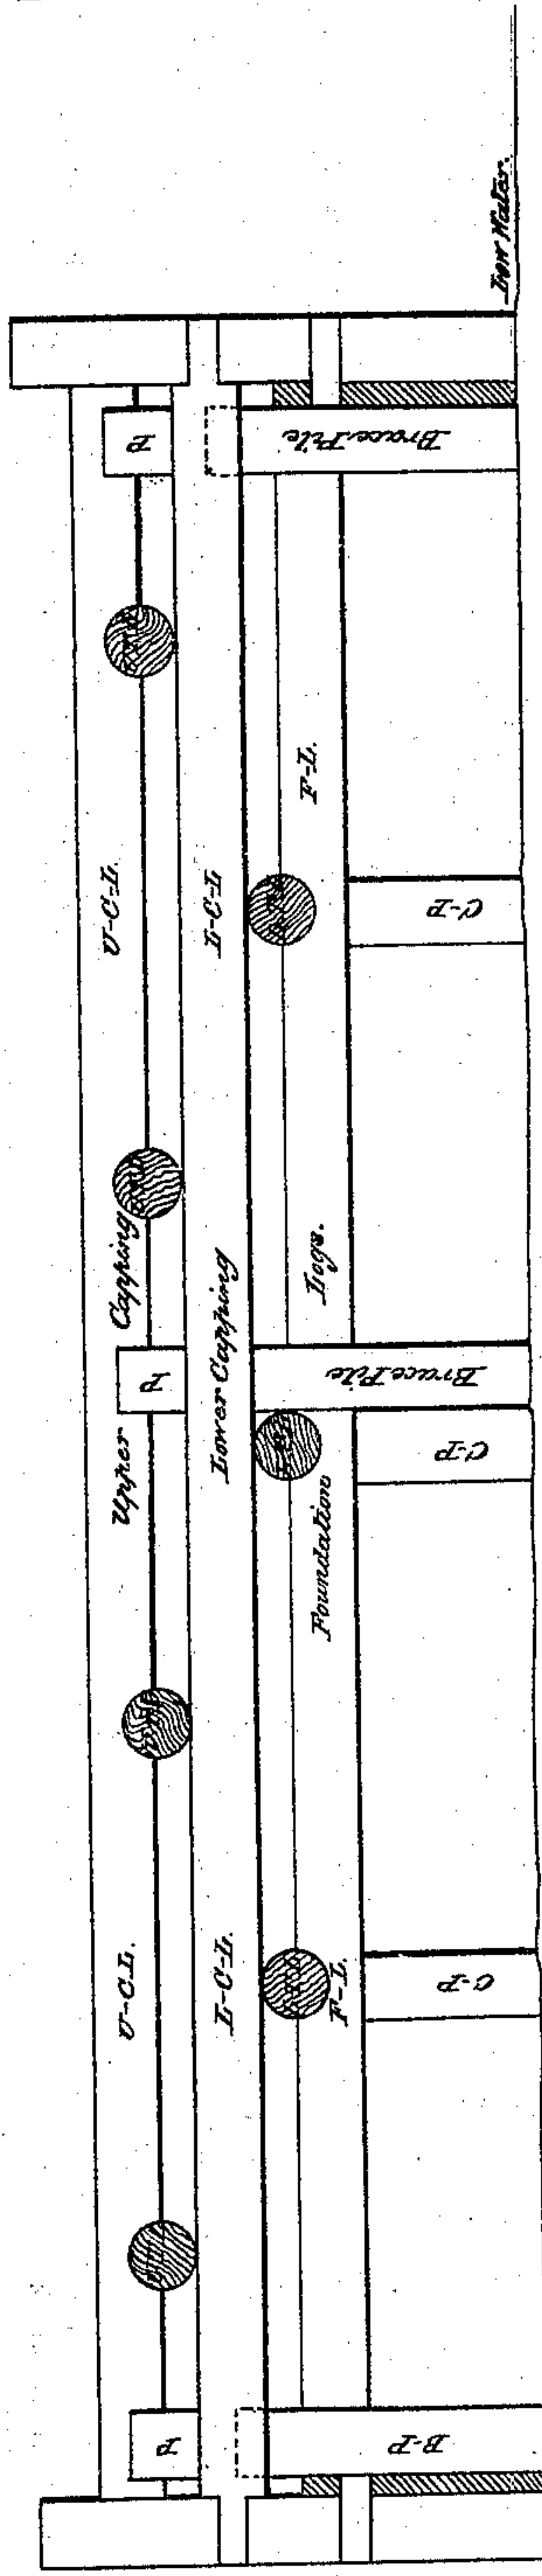 Low Water.
P
Brace Pile
F-L.
U-C-L.
L-C-L
C-P
Upper Capping
Lower Capping
Foundation Logs.
P
Brace Pile
C-P
U-C-L.
L-C-L.
F-L.
C-P
P
B-P